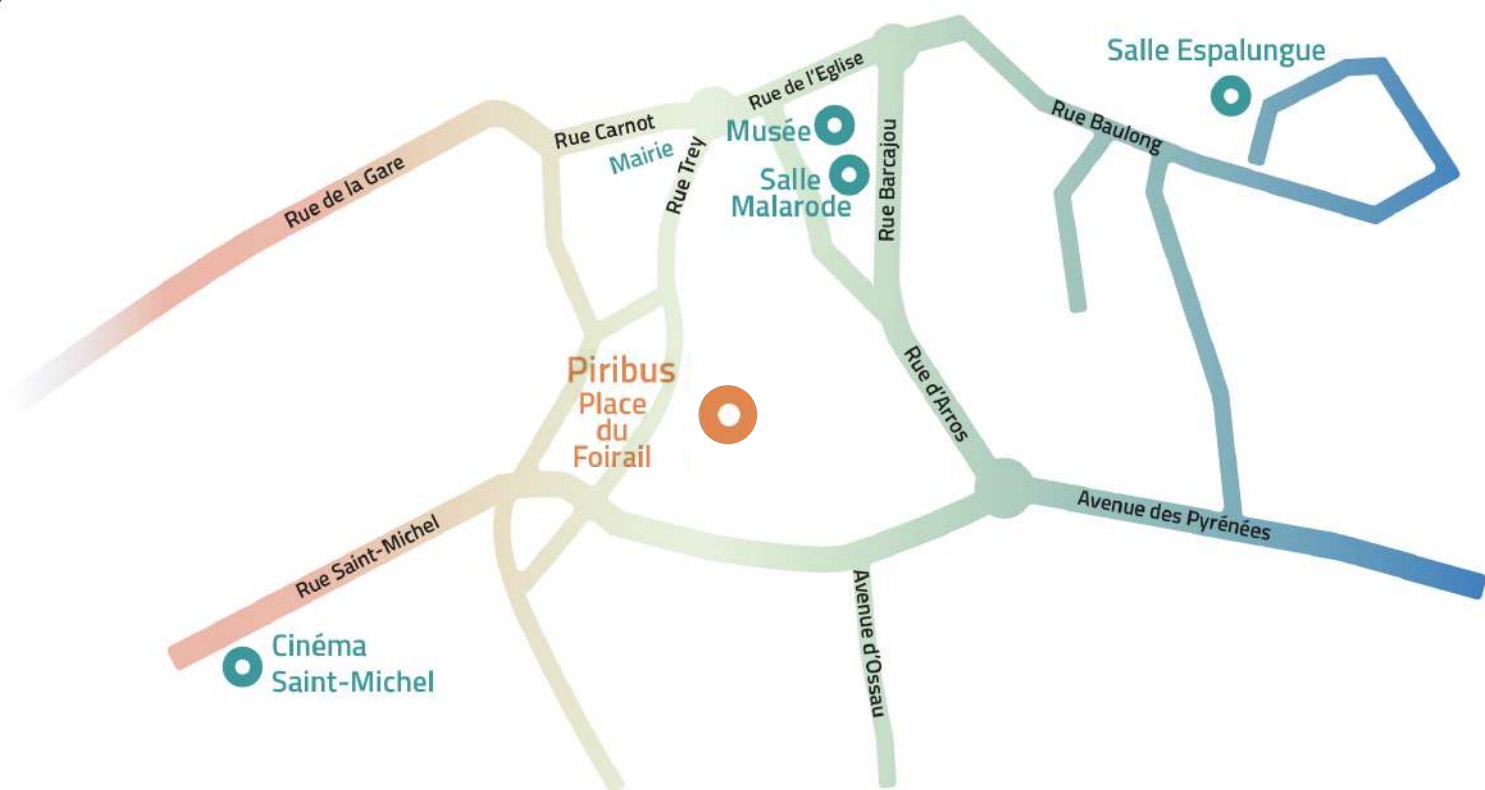 Salle Espalungue
Rue de l'Eglise
Rue Carnot
Mairie
Musée
Rue Baulong
Rue de la Gare
Rue Trey
Salle
Malarode
Rue Barcajou
Piribus
Place
du
Foirail
Rue d'Arros
Avenue des Pyrénées
Rue Saint-Michel
Avenue d'Ossau
Cinéma
Saint-Michel